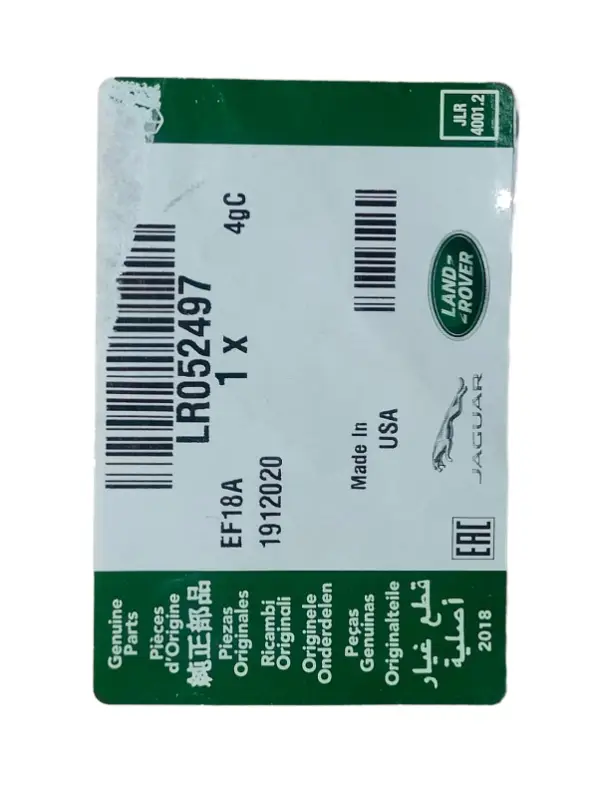 JLR
4001.2
LR052497
1 X
4gC
EF18A
1912020
Made In
USA
LAND
ROVER
JAGUAR
EAC
Genuine
Parts
Pièces
d'Origine
純正部品
Piezas
Originales
Ricambi
Origindli
Originele
Onderdelen
Peças
Genuinas
Originalteile
قطع غيار
أصلية
2018